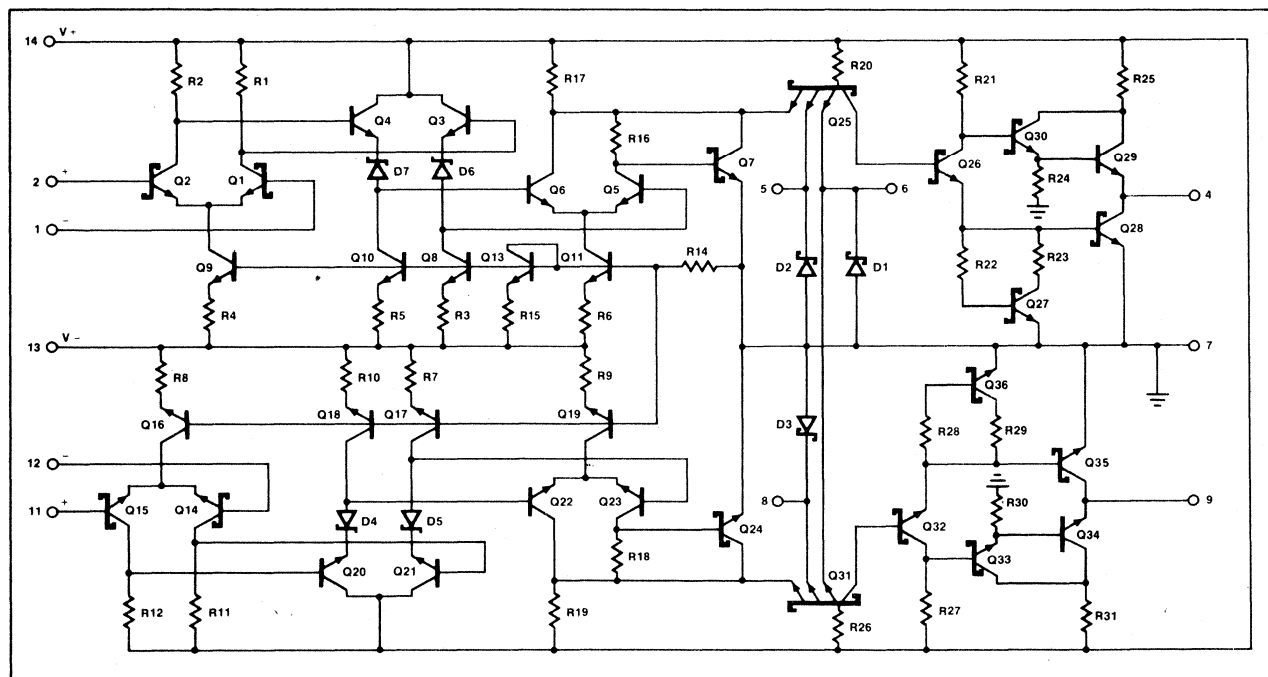 14 V+
R2 R1 R17 R20 R21 R25
Q4 Q3 R16 Q25 Q30
D7 D6 Q7 Q26 Q29
2 + Q2 Q1 Q6 Q5 5 6 R24 4
1 − Q28
Q9 Q10 Q8 Q13 Q11 R14 D2 D1 R22 R23
R4 R5 R3 R15 R6 Q27
13 V− 7
R8 R10 R7 R9 Q36
Q16 Q18 Q17 Q19 D3 R28 R29
12 − Q35
11 + Q15 Q14 Q22 Q23 8 R30 9
D4 D5 Q24 Q32 Q34
R18 Q33
Q20 Q21 Q31
R12 R11 R19 R26 R27 R31